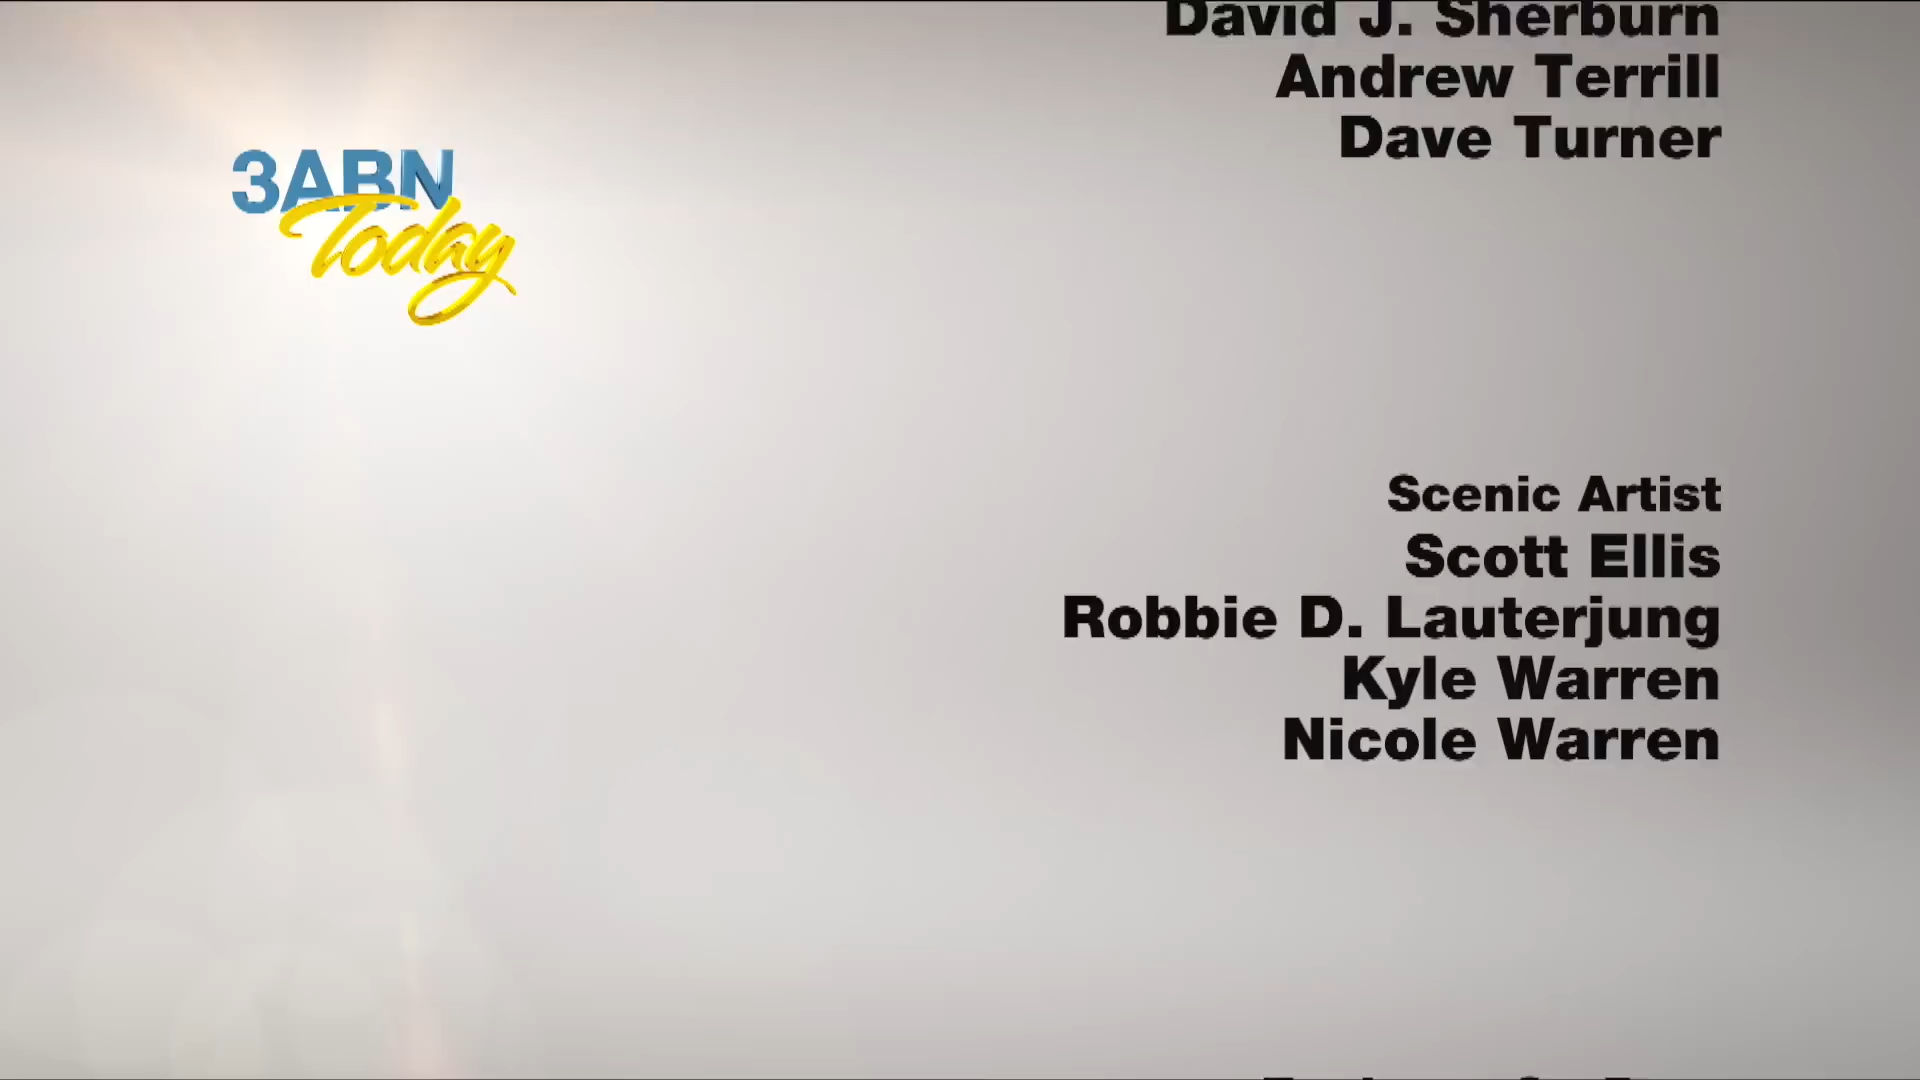 David J. Sherburn
Andrew Terrill
Dave Turner
3ABN
Today
Scenic Artist
Scott Ellis
Robbie D. Lauterjung
Kyle Warren
Nicole Warren